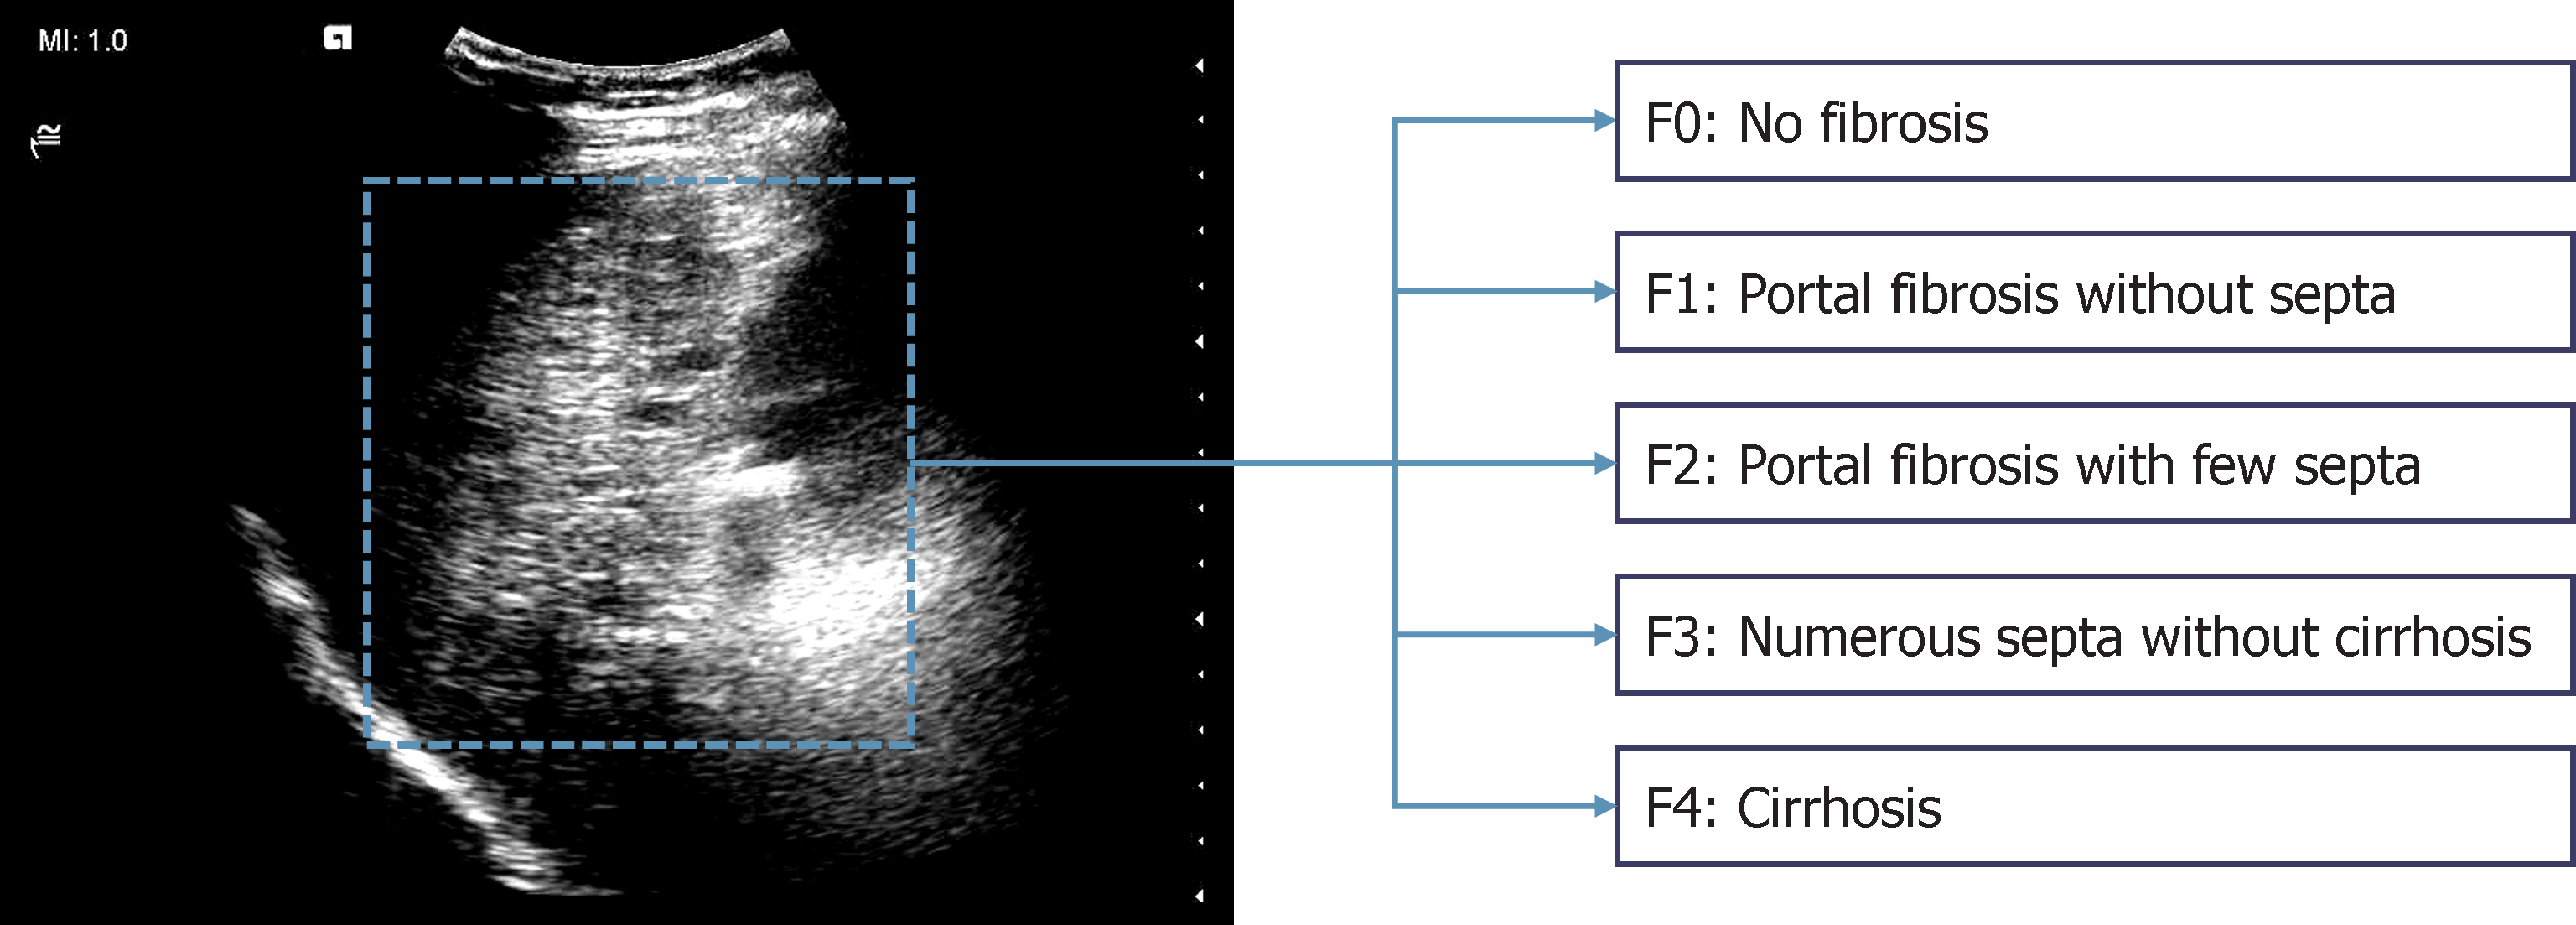 MI: 1.0
F0: No fibrosis
F1: Portal fibrosis without septa
F2: Portal fibrosis with few septa
F3: Numerous septa without cirrhosis
F4: Cirrhosis